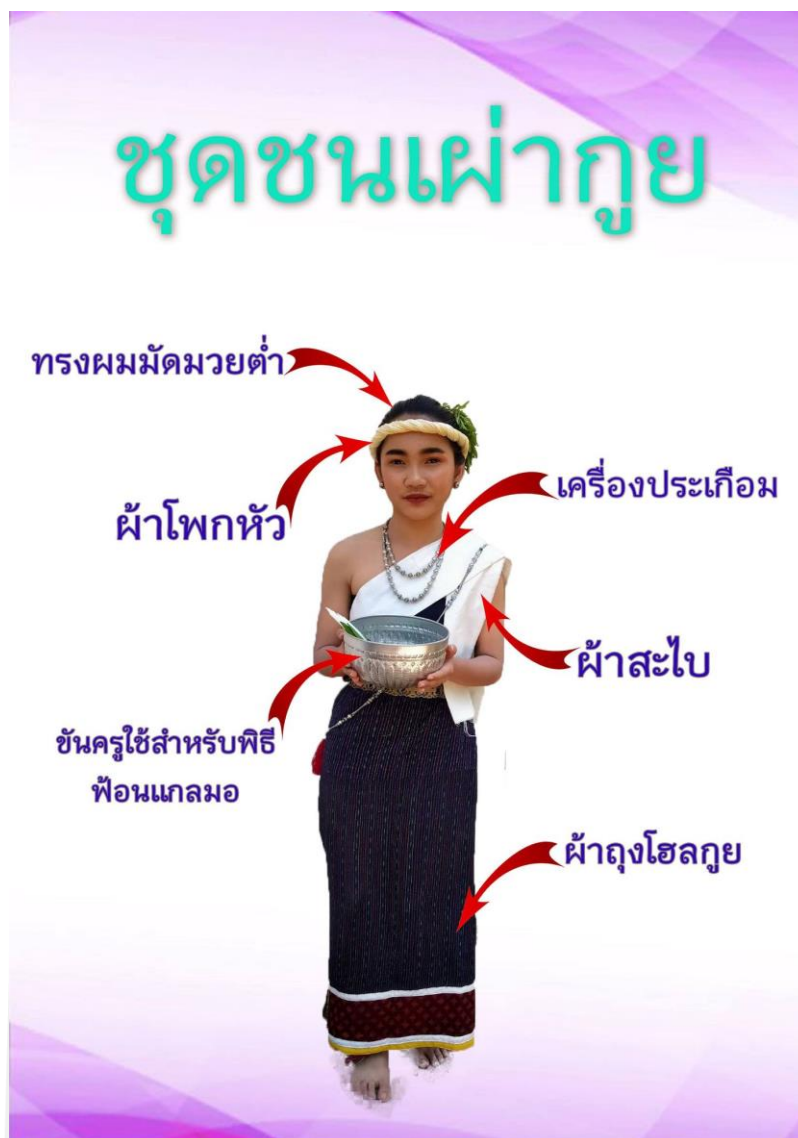 ชุดชนเผ่ากูย
ทรงผมมัดมวยต่ำ
ผ้าโพกหัว
เครื่องประเกือม
ผ้าสะไบ
ขันครูใช้สำหรับพิธี
ฟ้อนแกลมอ
ผ้าถุงโฮลกูย